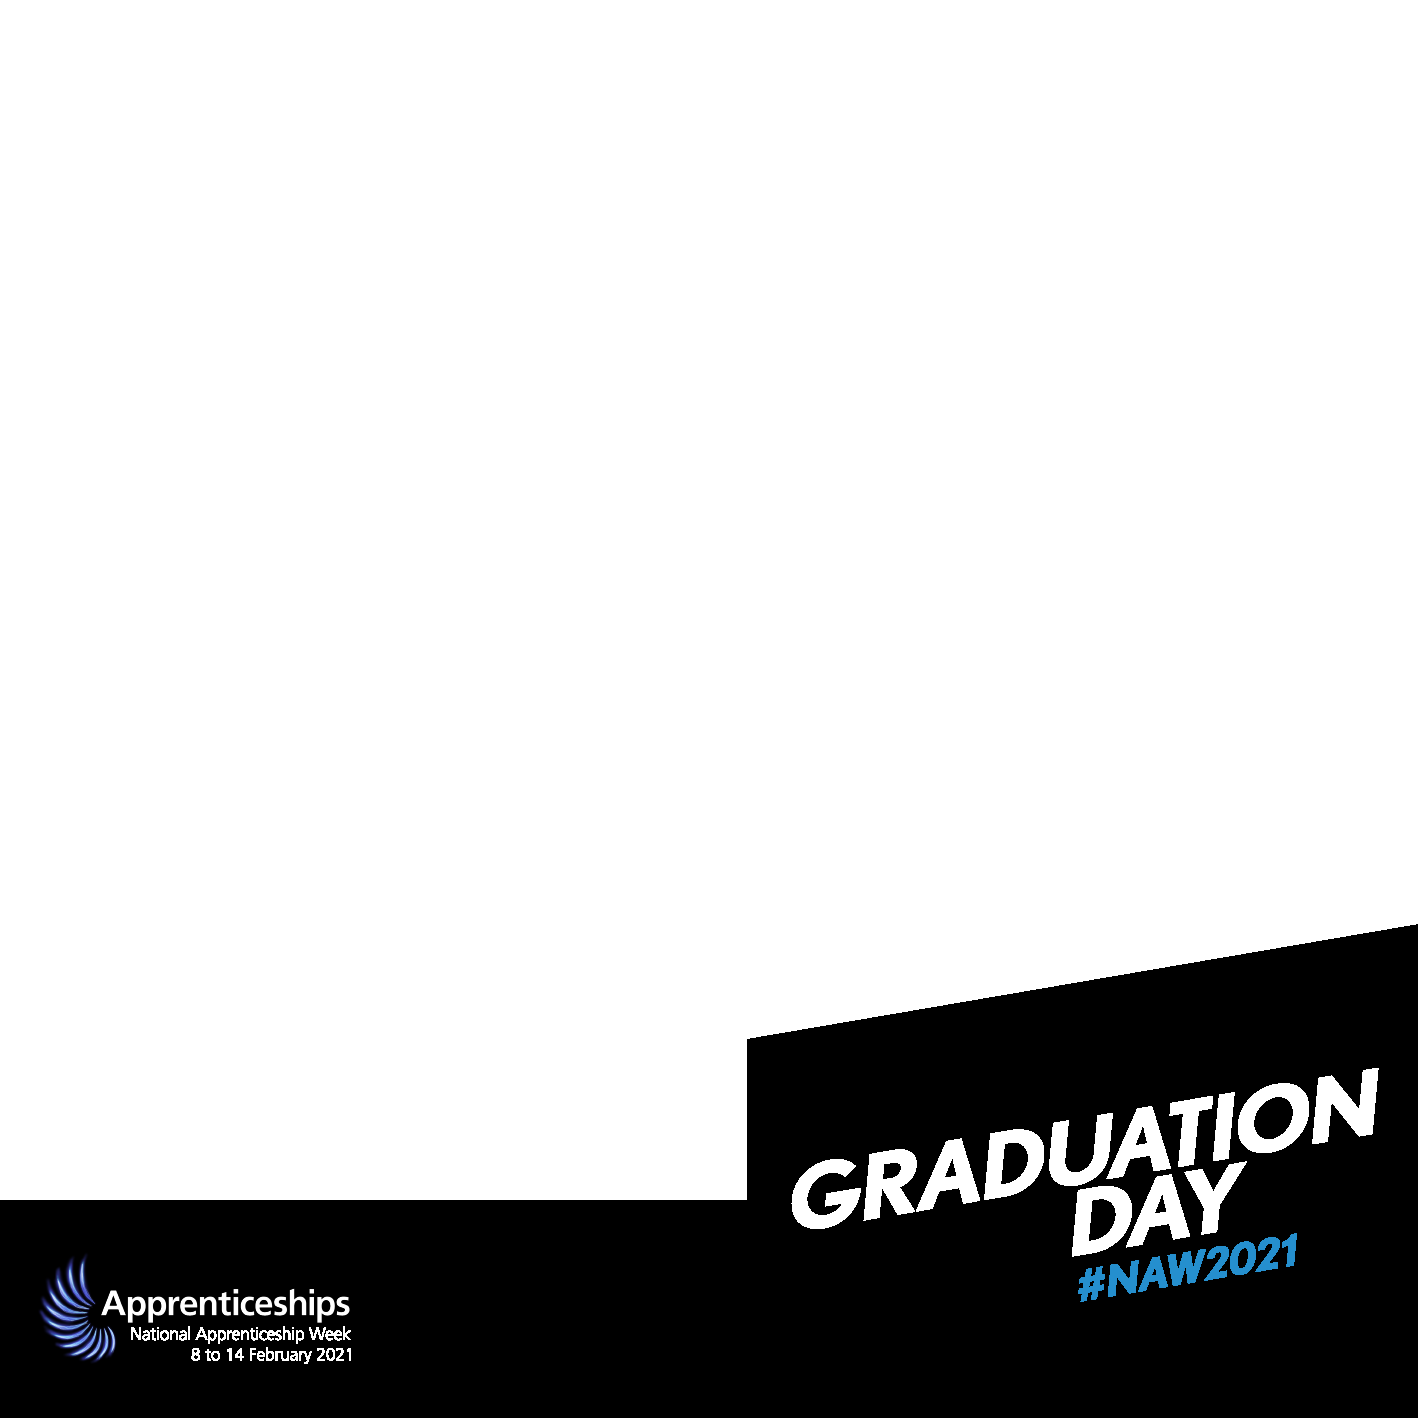 GRADUATION
DAY
#NAW2021
Apprenticeships
National Apprenticeship Week
8 to 14 February 2021